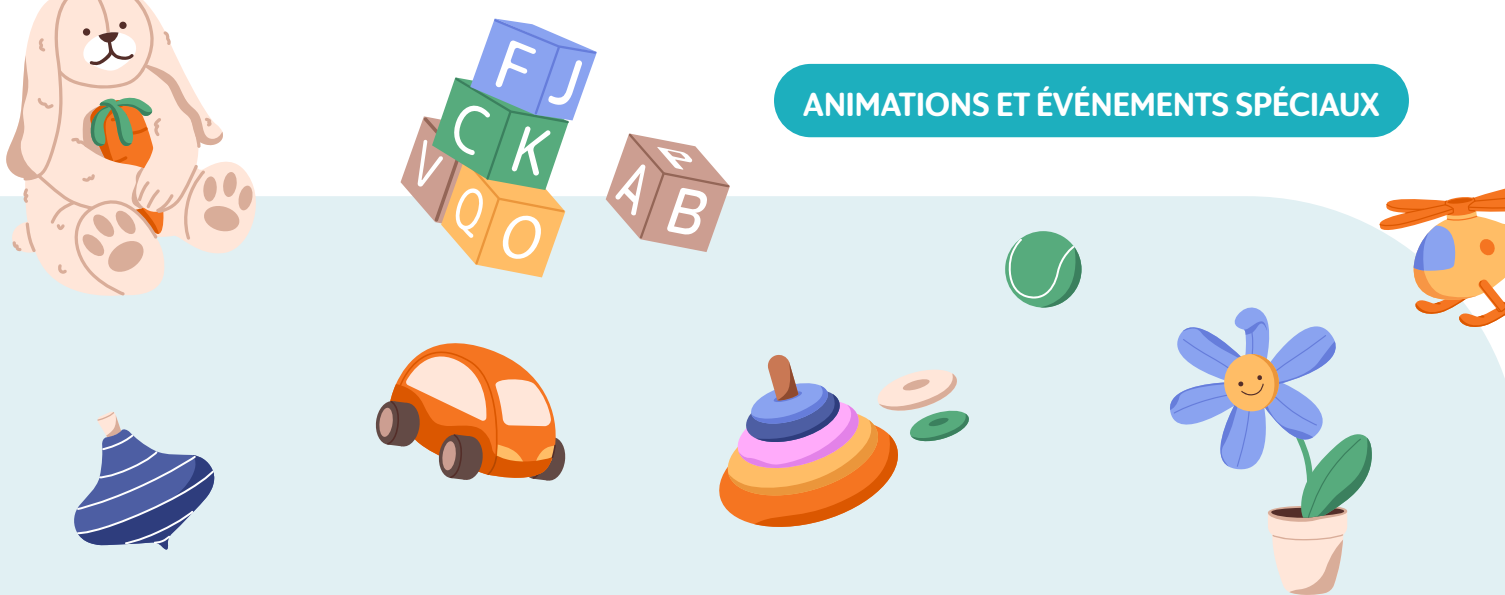 F J
C K
V
Q O
P
A B
ANIMATIONS ET ÉVÉNEMENTS SPÉCIAUX